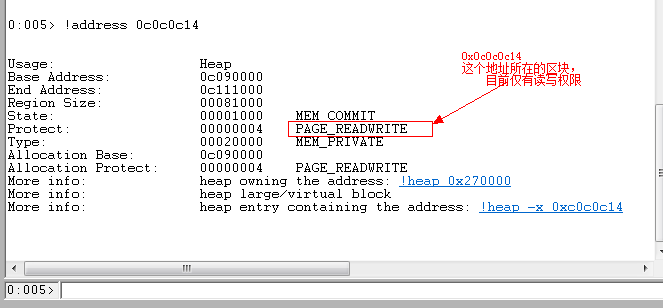 0:005> !address 0c0c0c14
Usage:                  Heap
Base Address:           0c090000
End Address:            0c111000
Region Size:            00081000
State:                  00001000    MEM_COMMIT
Protect:                00000004    PAGE_READWRITE
Type:                   00020000    MEM_PRIVATE
Allocation Base:        0c090000
Allocation Protect:     00000004    PAGE_READWRITE
More info:              heap owning the address: !heap 0x270000
More info:              heap large/virtual block
More info:              heap entry containing the address: !heap -x 0xc0c0c14
0x0c0c0c14
这个地址所在的区块,
目前仅有读写权限
0:005>